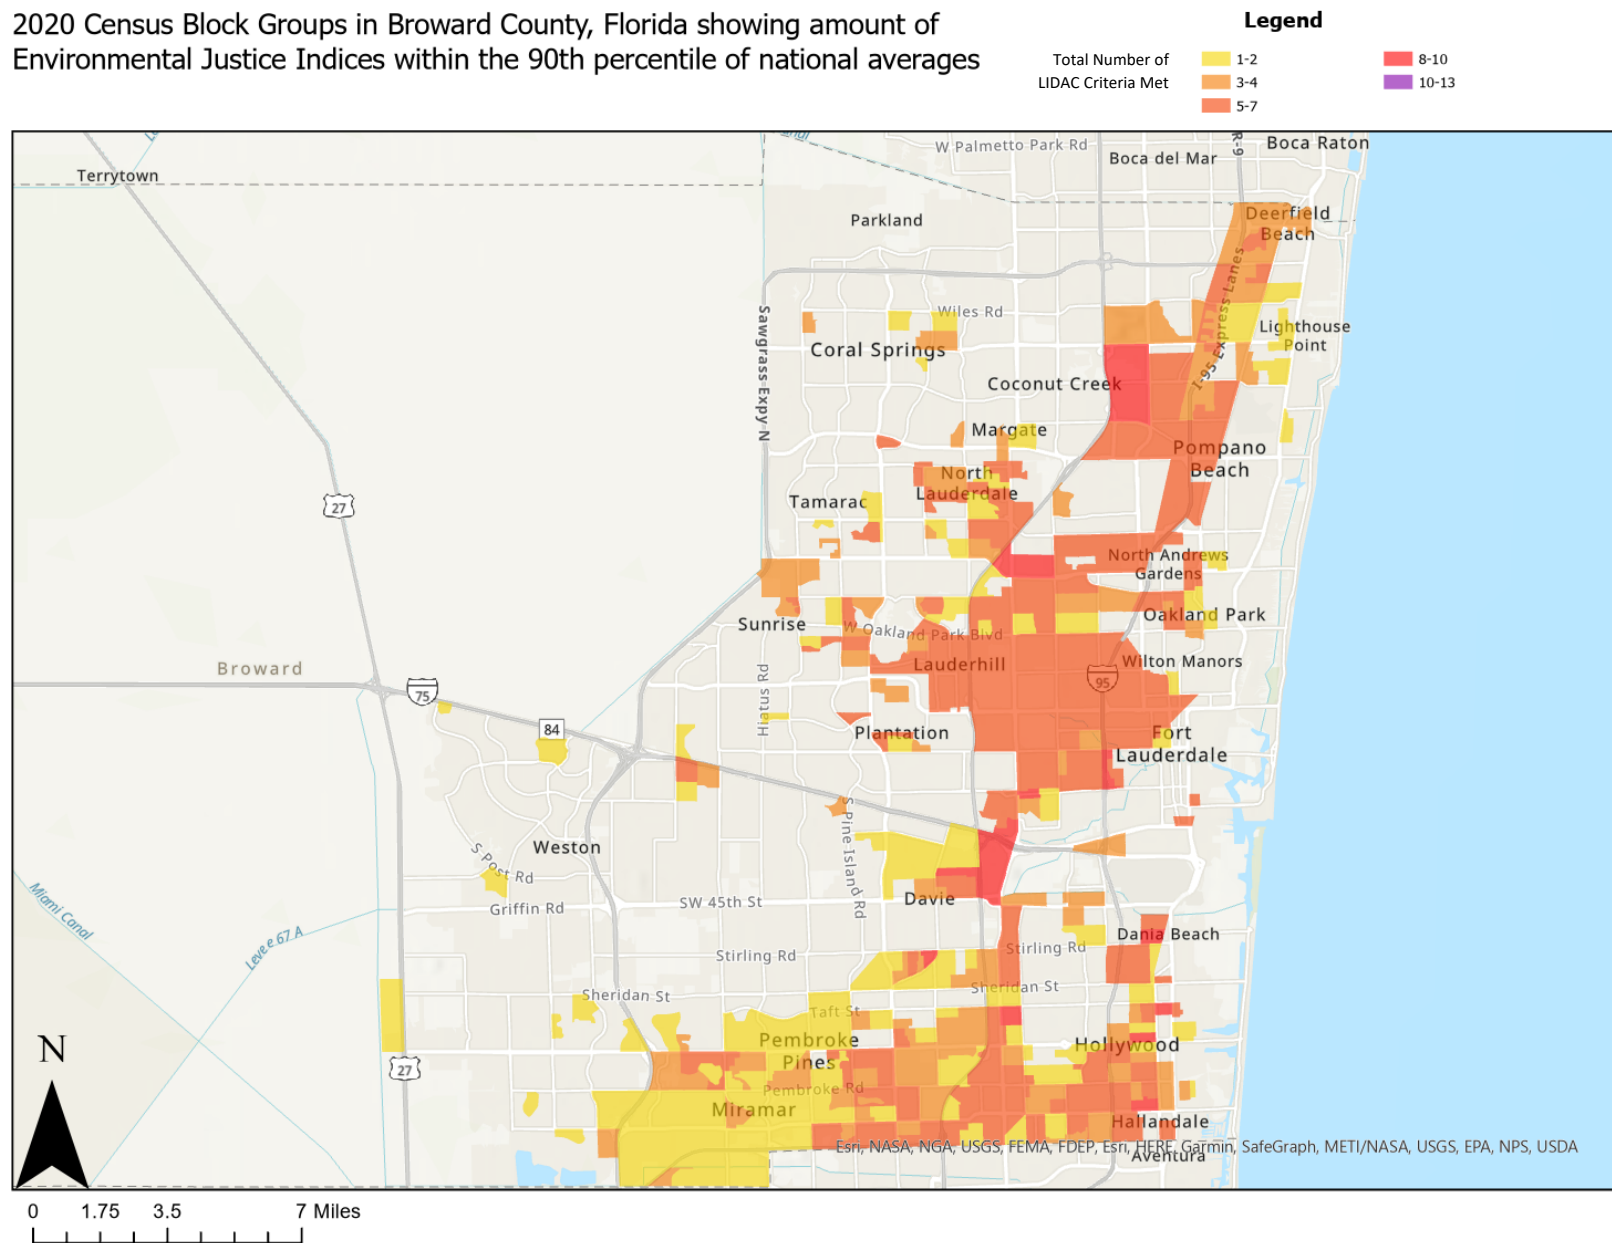 2020 Census Block Groups in Broward County, Florida showing amount of
Environmental Justice Indices within the 90th percentile of national averages
Legend
Total Number of
LIDAC Criteria Met
1-2
3-4
5-7
8-10
10-13
Terrytown
W Palmetto Park Rd
Boca del Mar
R-9
Boca Raton
Parkland
Deerfield
Beach
Sawgrass Expy N
Wiles Rd
I-95 Express Lanes
Lighthouse
Point
Coral Springs
Coconut Creek
Margate
Pompano
Beach
North
Lauderdale
Tamarac
27
North Andrews
Gardens
Oakland Park
Sunrise
W Oakland Park Blvd
Lauderhill
Wilton Manors
Broward
75
95
Hiatus Rd
84
Plantation
Fort
Lauderdale
Weston
S Pine Island Rd
S Post Rd
Miami Canal
Griffin Rd
SW 45th St
Davie
Levee 67 A
Stirling Rd
Stirling Rd
Dania Beach
Sheridan St
Sheridan St
Taft St
N
Pembroke
Pines
Hollywood
27
Pembroke Rd
Miramar
Hallandale
Esri, NASA, NGA, USGS, FEMA, FDEP, Esri, HERE, Garmin, SafeGraph, METI/NASA, USGS, EPA, NPS, USDA
Aventura
0 1.75 3.5 7 Miles